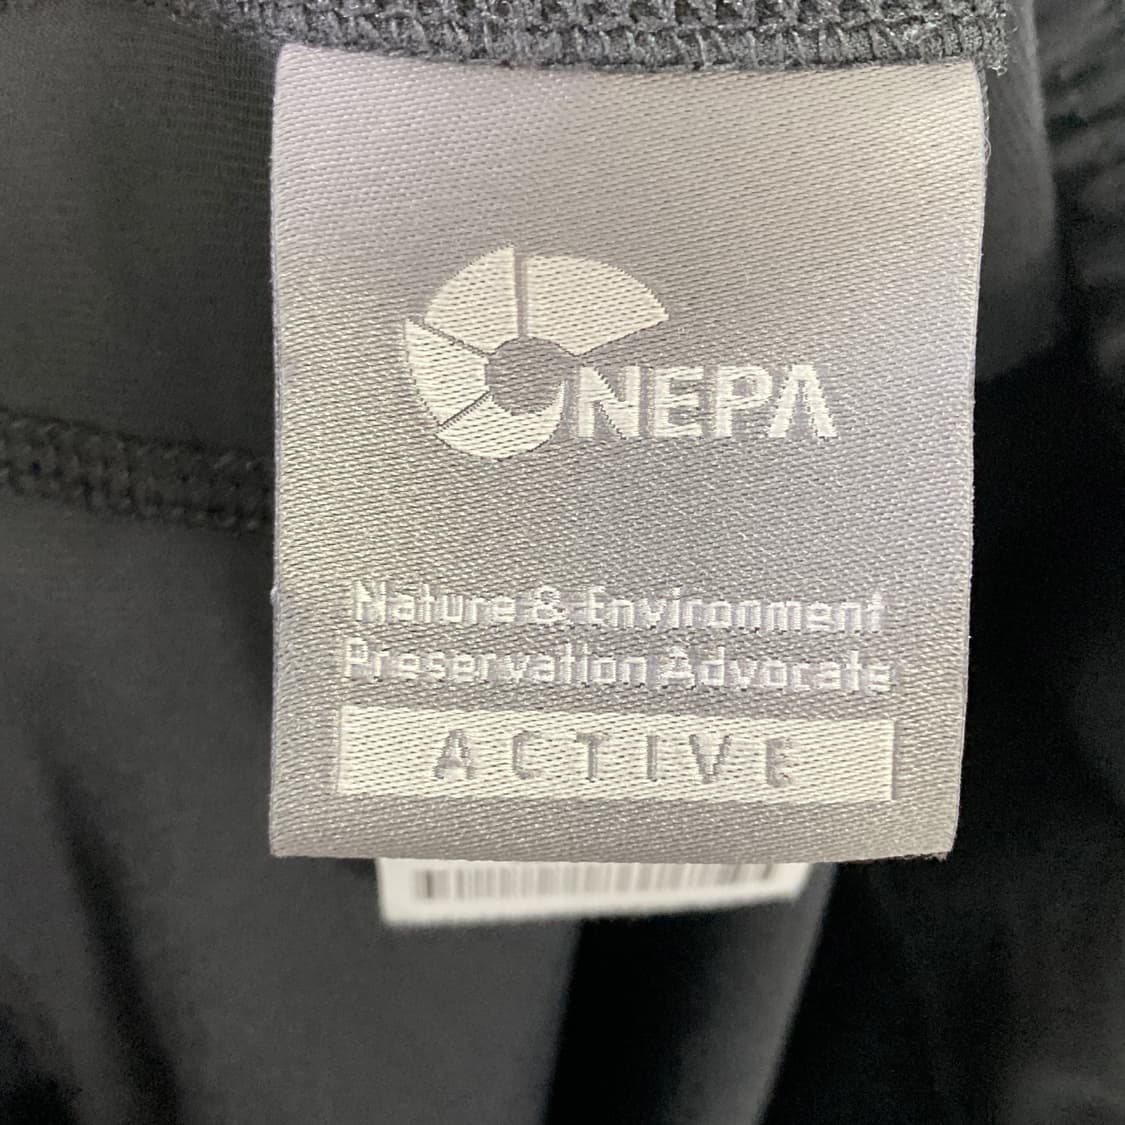 NEPA
Nature & Environment
Preservation Advocate
ACTIVE